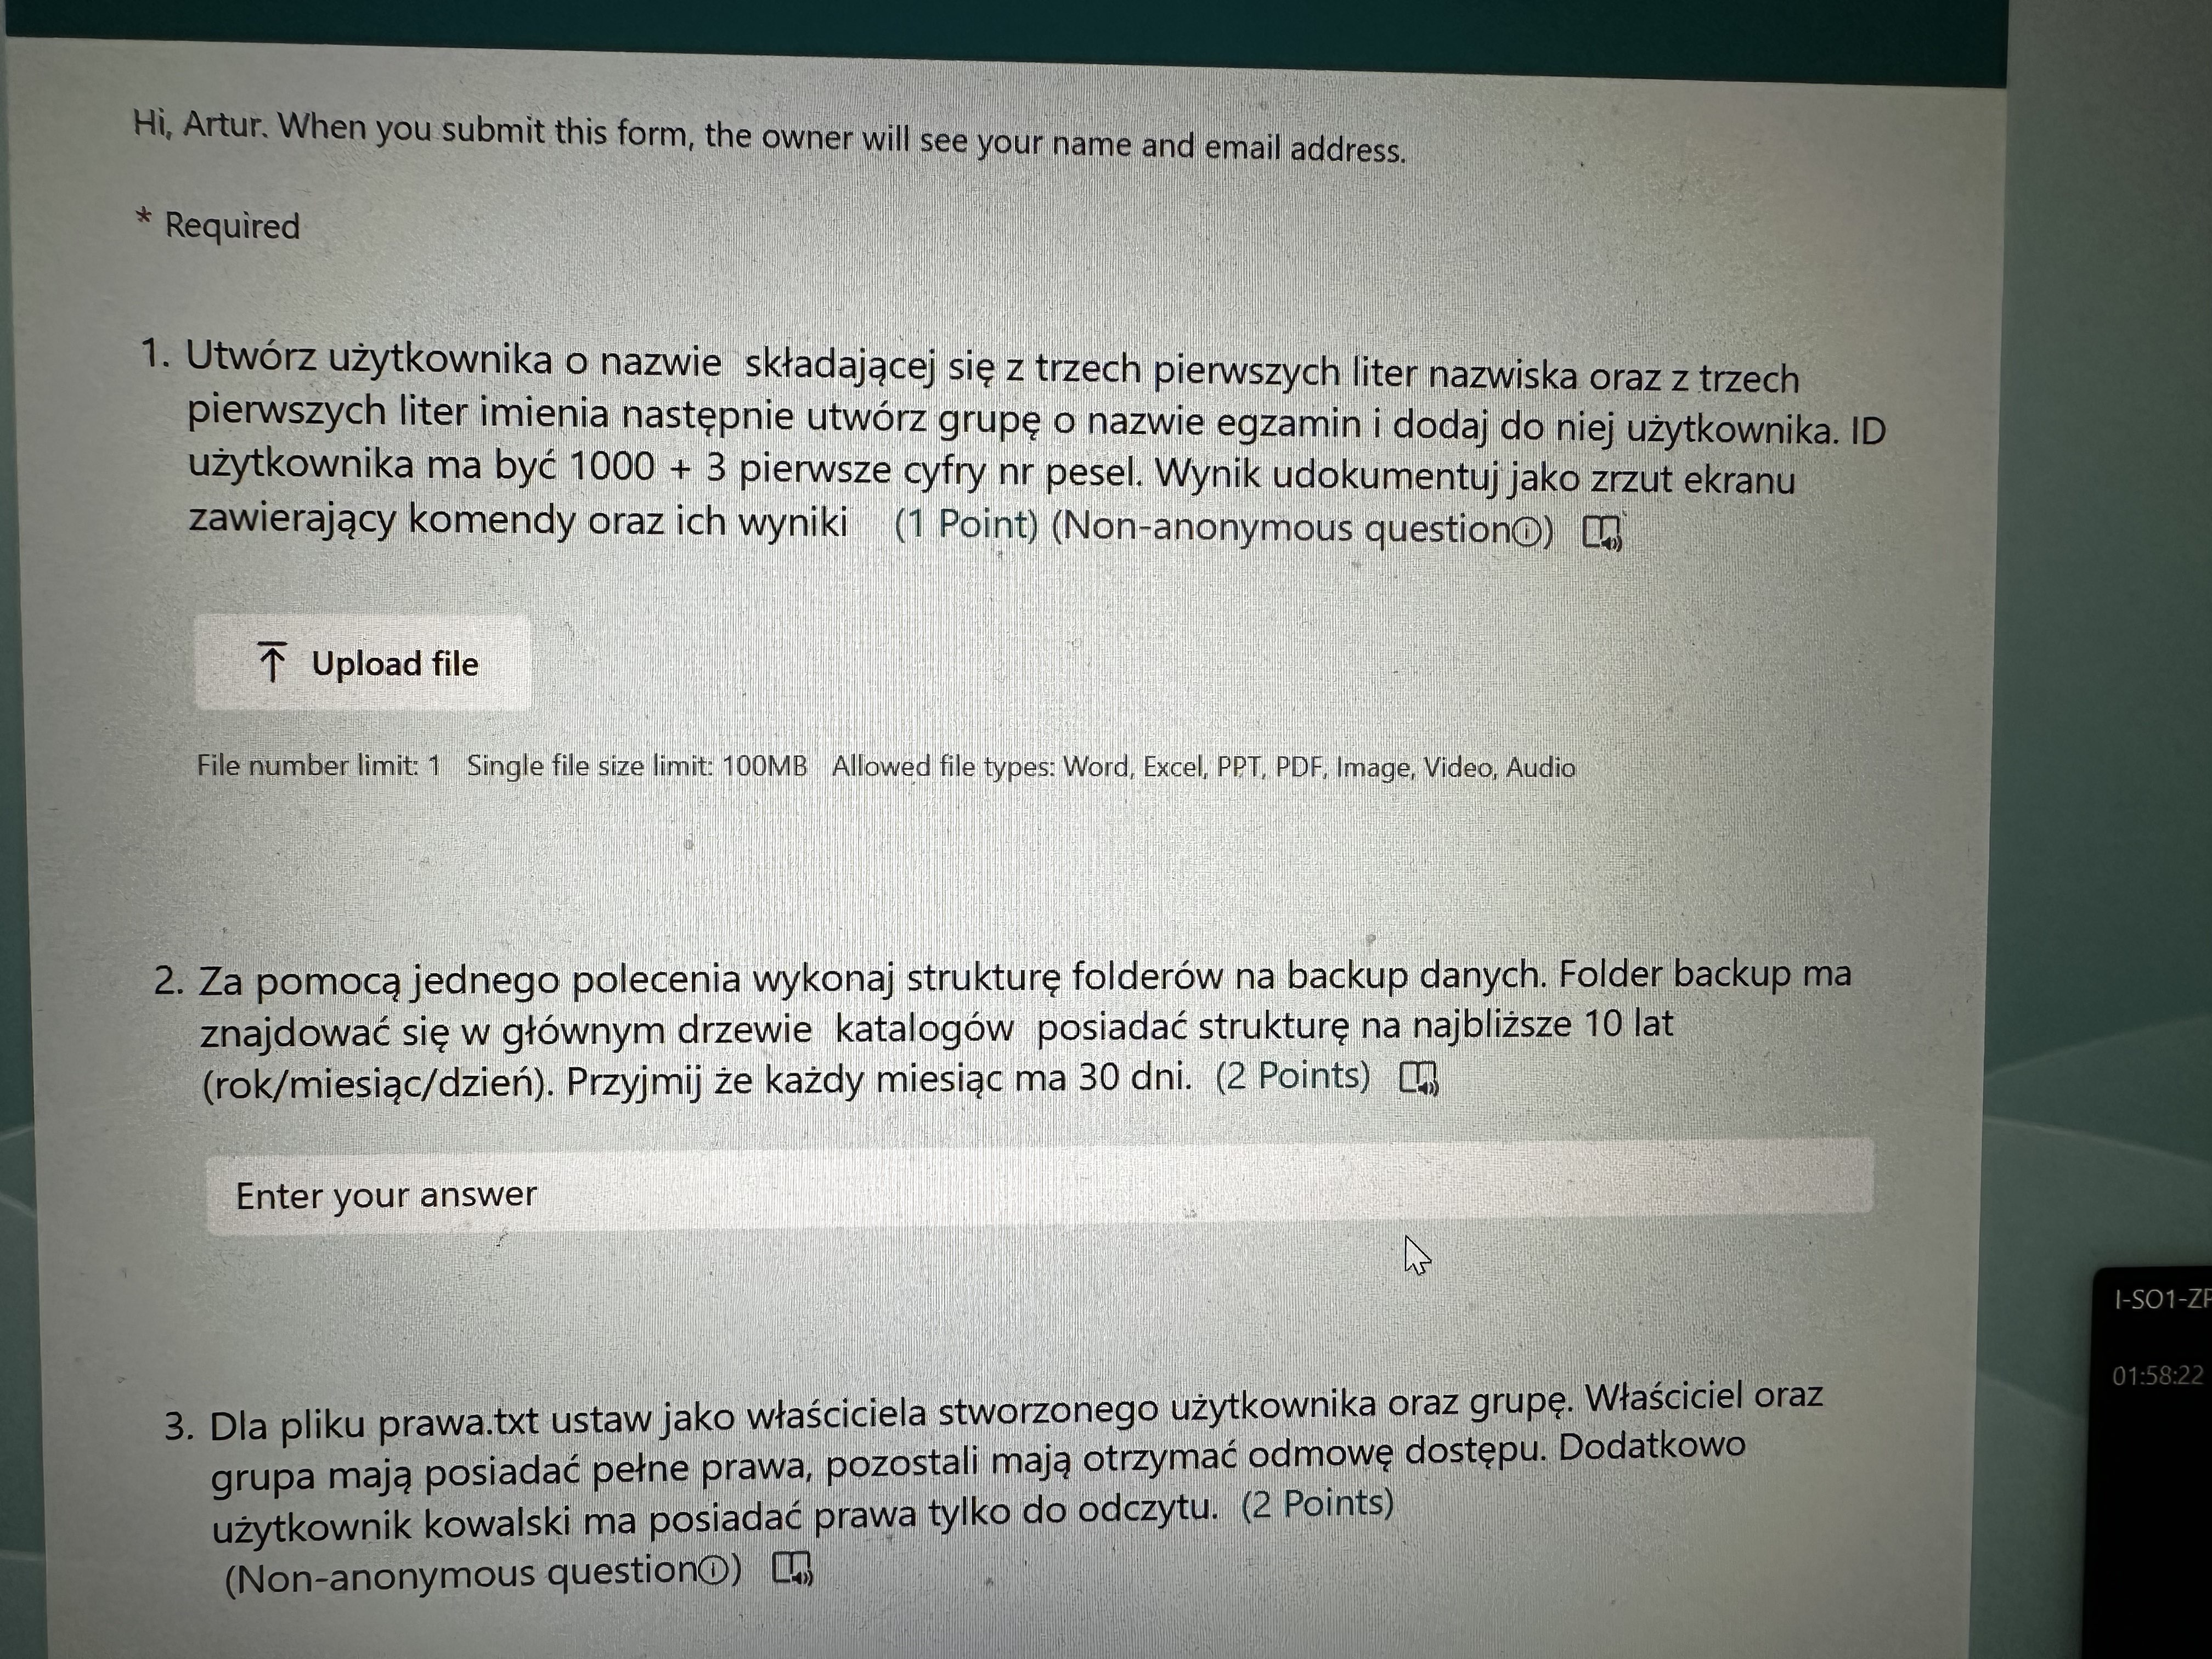 Hi, Artur. When you submit this form, the owner will see your name and email address.
* Required
1. Utwórz użytkownika o nazwie składającej się z trzech pierwszych liter nazwiska oraz z trzech
pierwszych liter imienia następnie utwórz grupę o nazwie egzamin i dodaj do niej użytkownika. ID
użytkownika ma być 1000 + 3 pierwsze cyfry nr pesel. Wynik udokumentuj jako zrzut ekranu
zawierający komendy oraz ich wyniki (1 Point) (Non-anonymous question)
Upload file
File number limit: 1 Single file size limit: 100MB Allowed file types: Word, Excel, PPT, PDF, Image, Video, Audio
2. Za pomocą jednego polecenia wykonaj strukturę folderów na backup danych. Folder backup ma
znajdować się w głównym drzewie katalogów posiadać strukturę na najbliższe 10 lat
(rok/miesiąc/dzień). Przyjmij że każdy miesiąc ma 30 dni. (2 Points)
Enter your answer
I-SO1-ZP
01:58:22
3. Dla pliku prawa.txt ustaw jako właściciela stworzonego użytkownika oraz grupę. Właściciel oraz
grupa mają posiadać pełne prawa, pozostali mają otrzymać odmowę dostępu. Dodatkowo
użytkownik kowalski ma posiadać prawa tylko do odczytu. (2 Points)
(Non-anonymous question)